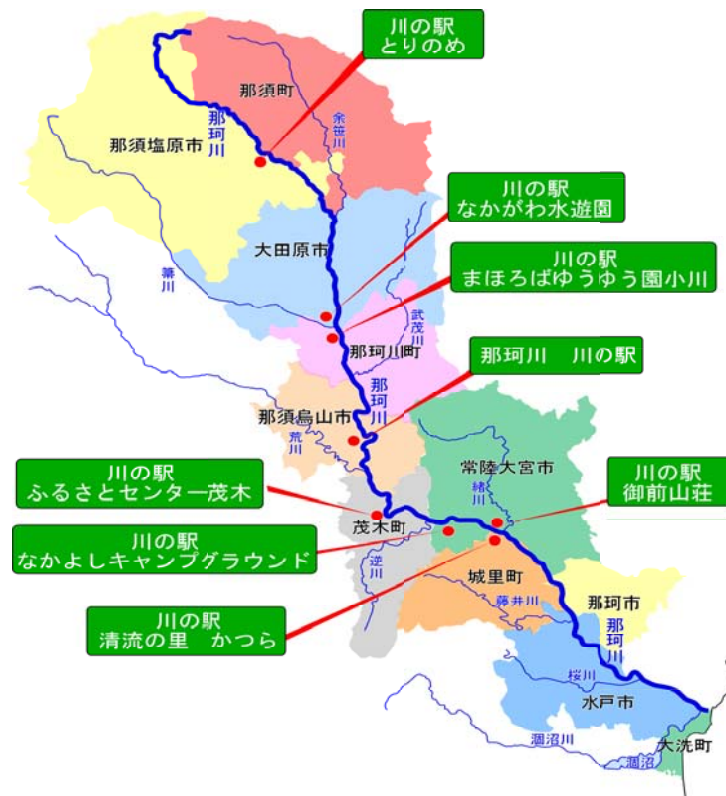 川の駅
とりのめ
那須町
余笹川
那珂川
那須塩原市
川の駅
なかがわ水遊園
大田原市
川の駅
まほろばゆうゆう園小川
箒川
武茂川
那珂川町
那珂川 川の駅
那珂川
那須烏山市
荒川
常陸大宮市
川の駅
ふるさとセンター茂木
川の駅
御前山荘
緒川
茂木町
川の駅
なかよしキャンプグラウンド
逆川
城里町
藤井川
那珂市
川の駅
清流の里 かつら
那珂川
桜川
水戸市
涸沼川
大洗町
涸沼